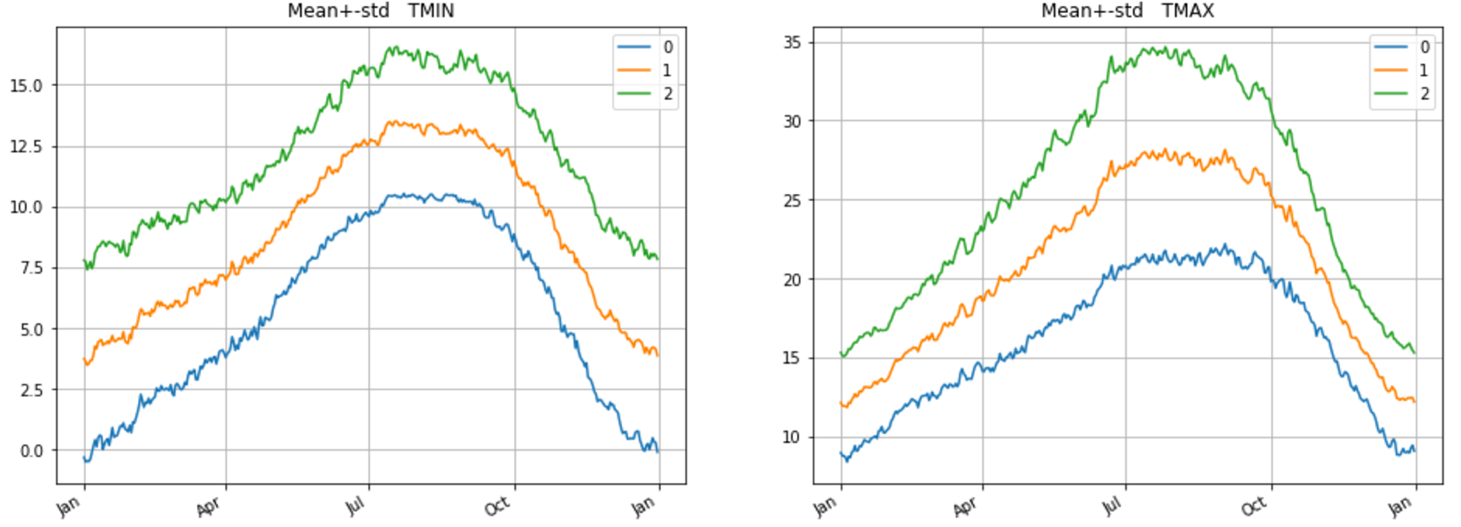 Mean+-std   TMIN
0
1
2
15.0
12.5
10.0
7.5
5.0
2.5
0.0
Jan
Apr
Jul
Oct
Jan
Mean+-std   TMAX
0
1
2
35
30
25
20
15
10
Jan
Apr
Jul
Oct
Jan